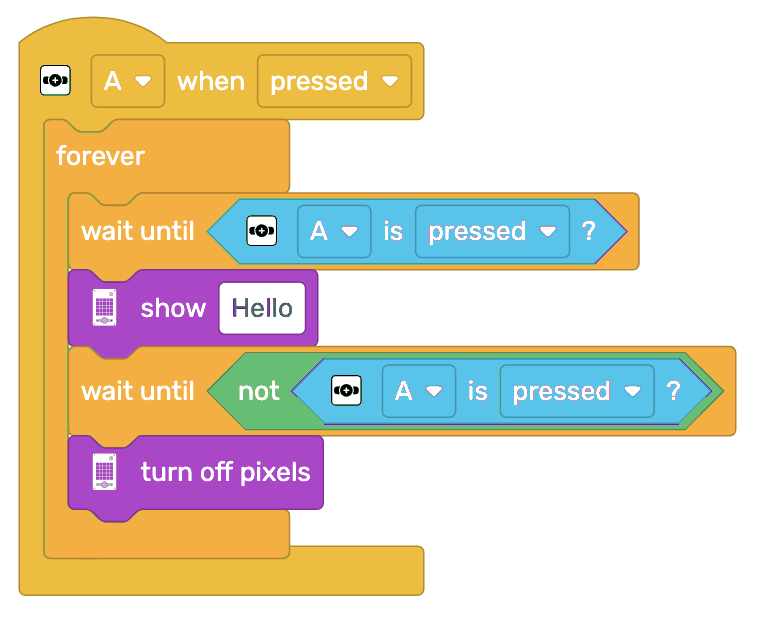 A when pressed
forever
wait until A is pressed ?
show Hello
wait until not A is pressed ?
turn off pixels